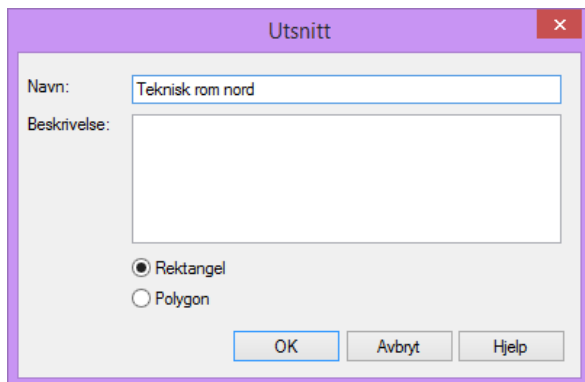 Utsnitt
Navn: Teknisk rom nord
Beskrivelse:
Rektangel
Polygon
OK Avbryt Hjelp